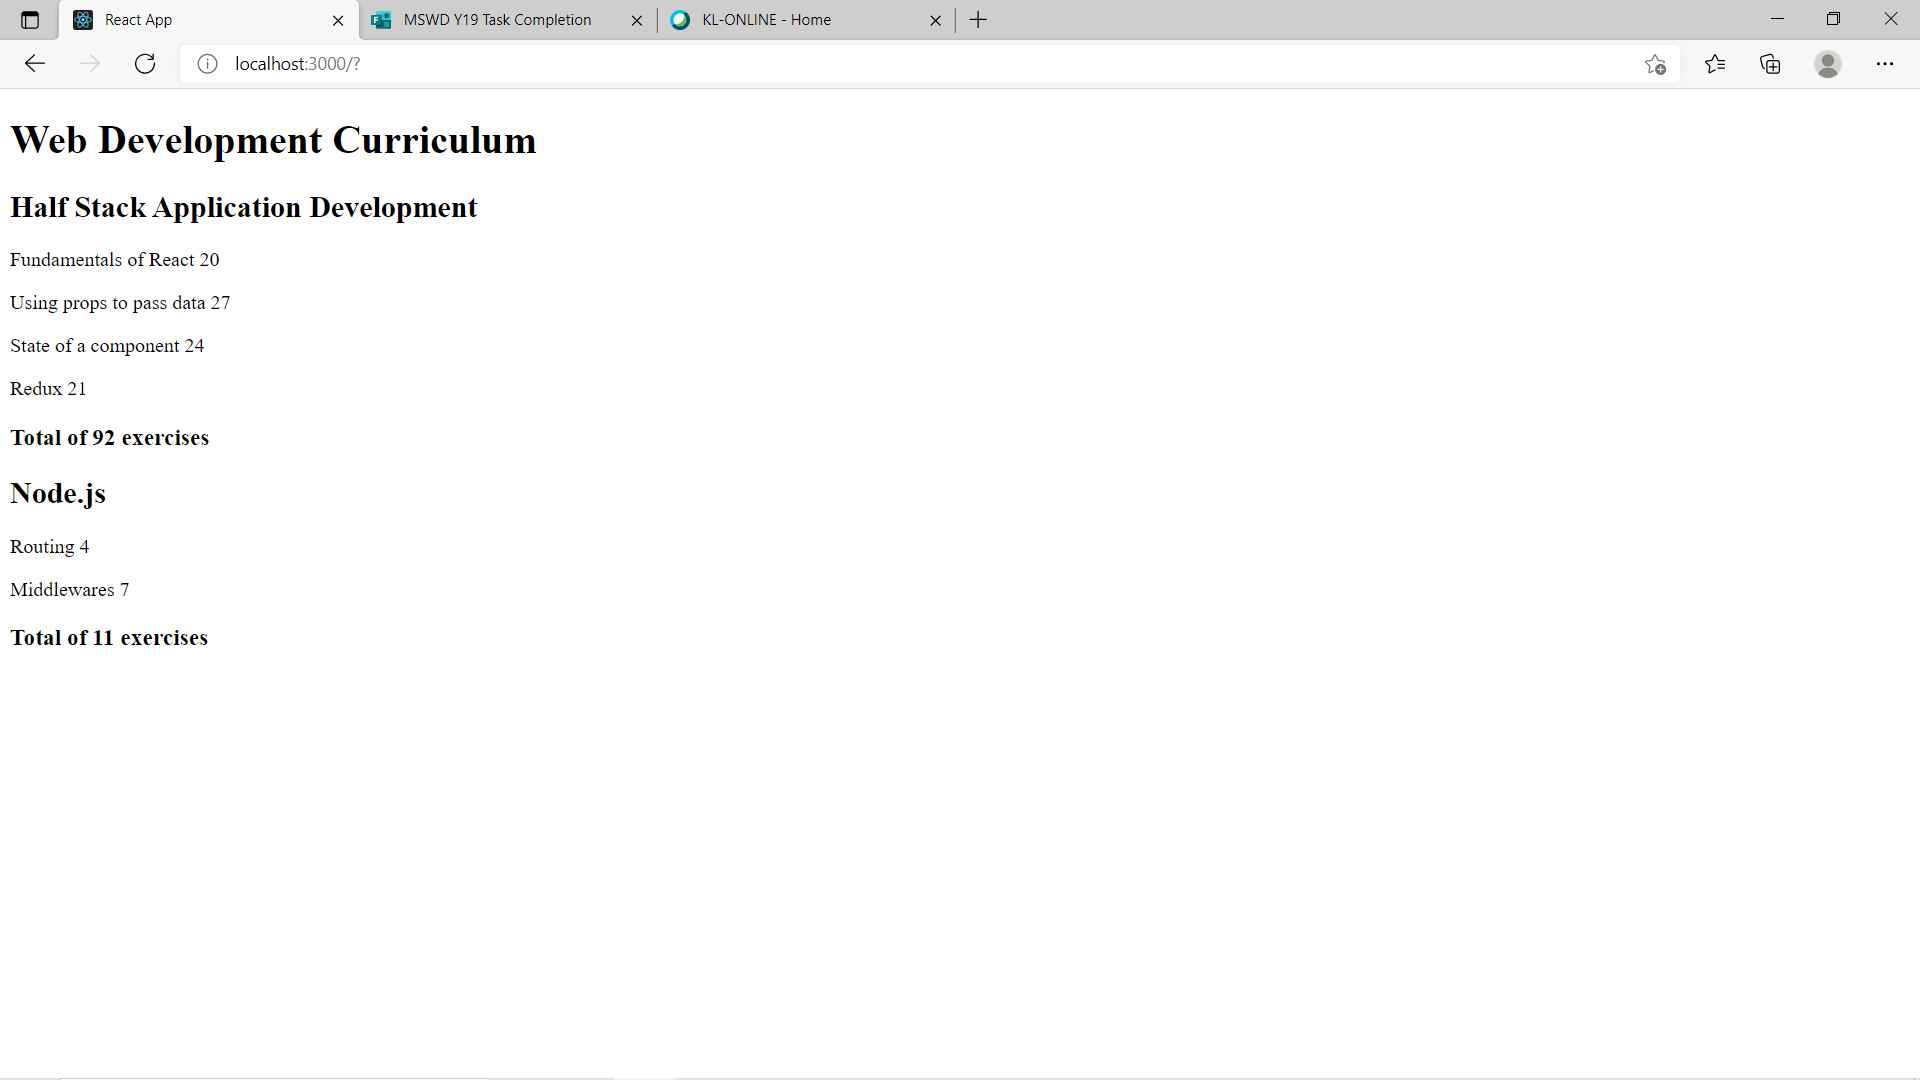 React App
MSWD Y19 Task Completion
KL-ONLINE - Home
localhost:3000/?
Web Development Curriculum
Half Stack Application Development
Fundamentals of React 20
Using props to pass data 27
State of a component 24
Redux 21
Total of 92 exercises
Node.js
Routing 4
Middlewares 7
Total of 11 exercises